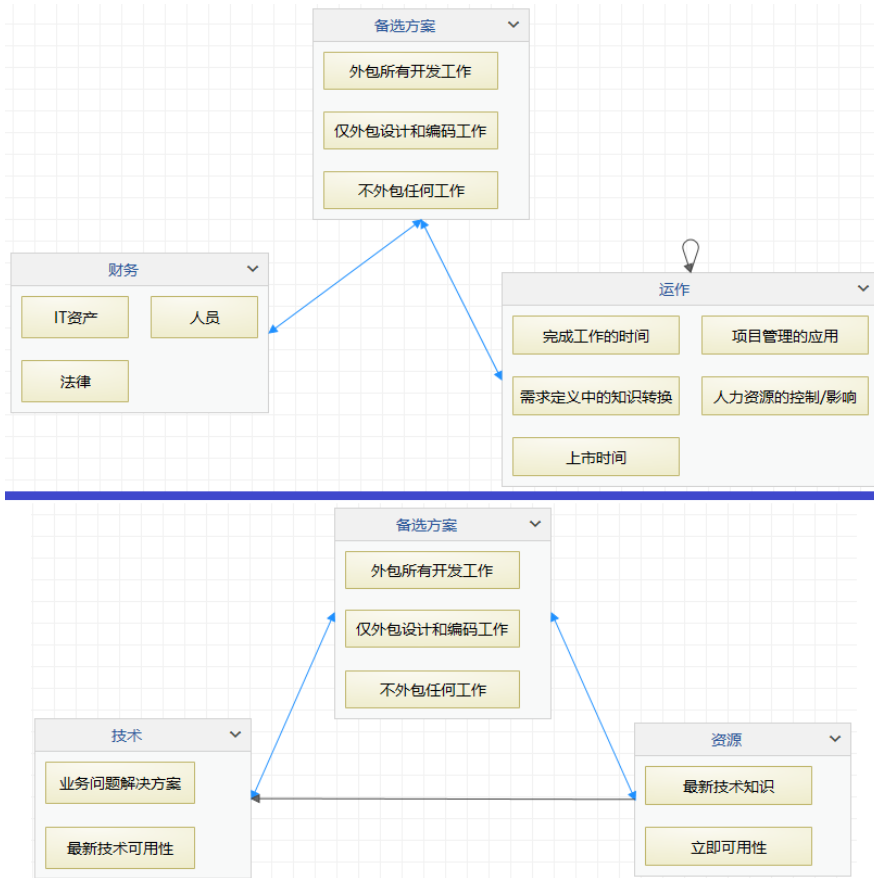 备选方案
外包所有开发工作
仅外包设计和编码工作
不外包任何工作
财务
IT资产
人员
法律
运作
完成工作的时间
项目管理的应用
需求定义中的知识转换
人力资源的控制/影响
上市时间
备选方案
外包所有开发工作
仅外包设计和编码工作
不外包任何工作
技术
业务问题解决方案
最新技术可用性
资源
最新技术知识
立即可用性